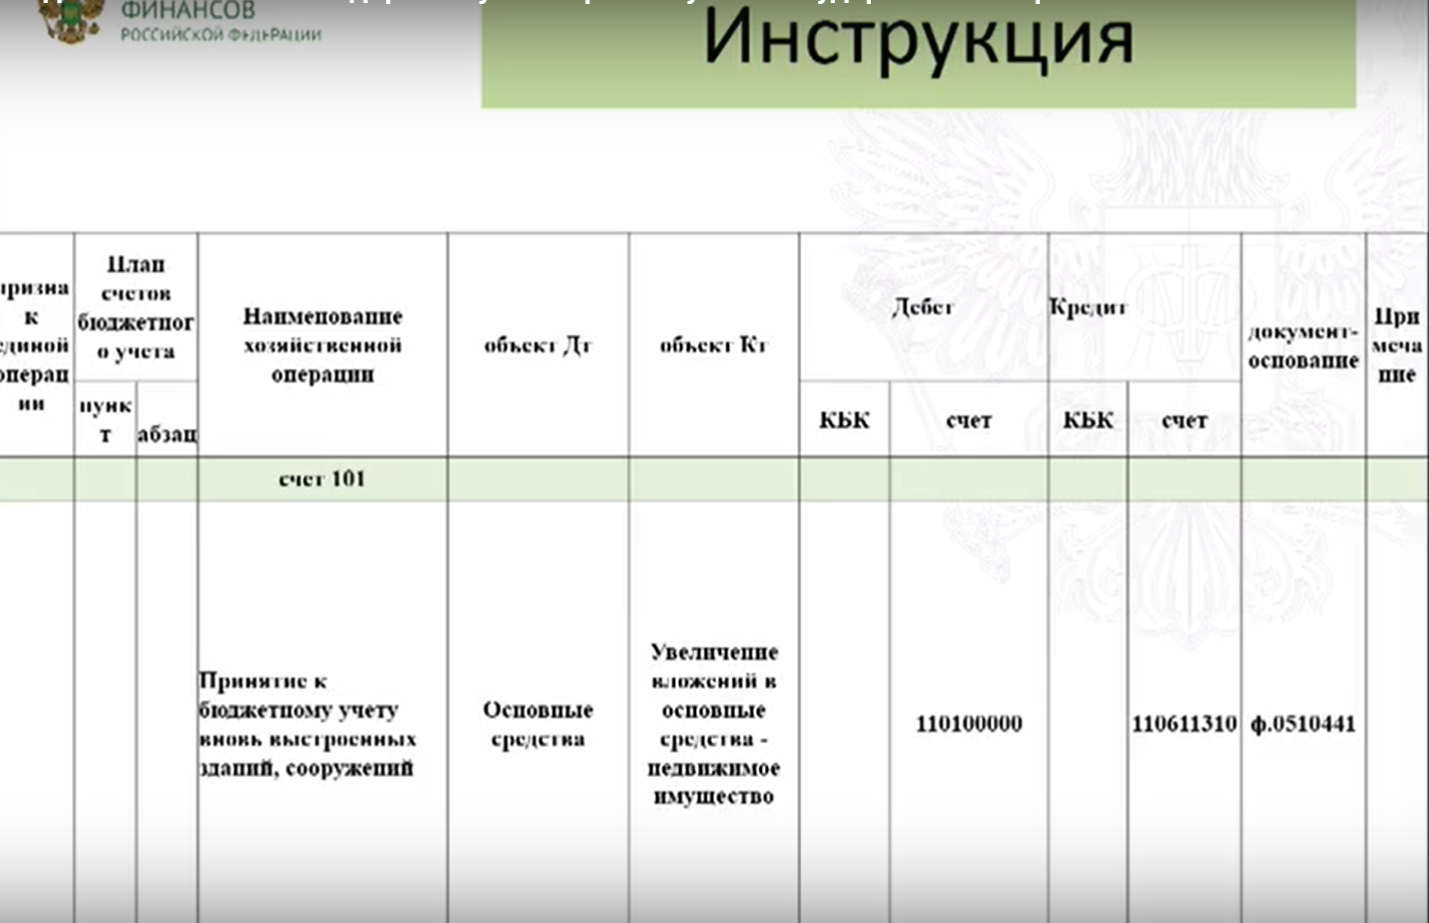 ФИНАНСОВ
РОССИЙСКОЙ ФЕДЕРАЦИИ
Инструкция
призна
к
единой
операц
ии
План
счетов
бюджетног
о учета
пунк
т
абзац
Наименование
хозяйственной
операции
объект Дт
объект Кт
Дебет
КБК
счет
Кредит
КБК
счет
документ-
основание
При
меча
ние
счет 101
Принятие к
бюджетному учету
вновь выстроенных
зданий, сооружений
Основные
средства
Увеличение
вложений в
основные
средства -
недвижимое
имущество
110100000
110611310
ф.0510441